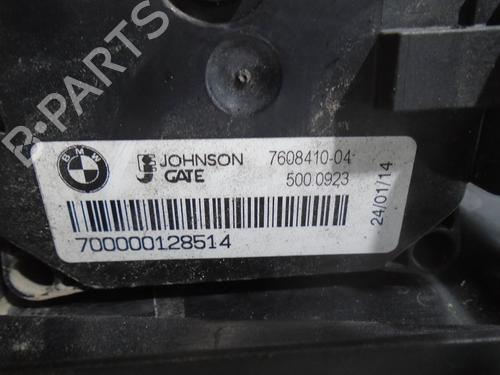 B-PARTS
BMW
JOHNSON 7608410-04
GATE 500.0923
24/01/14
700000128514